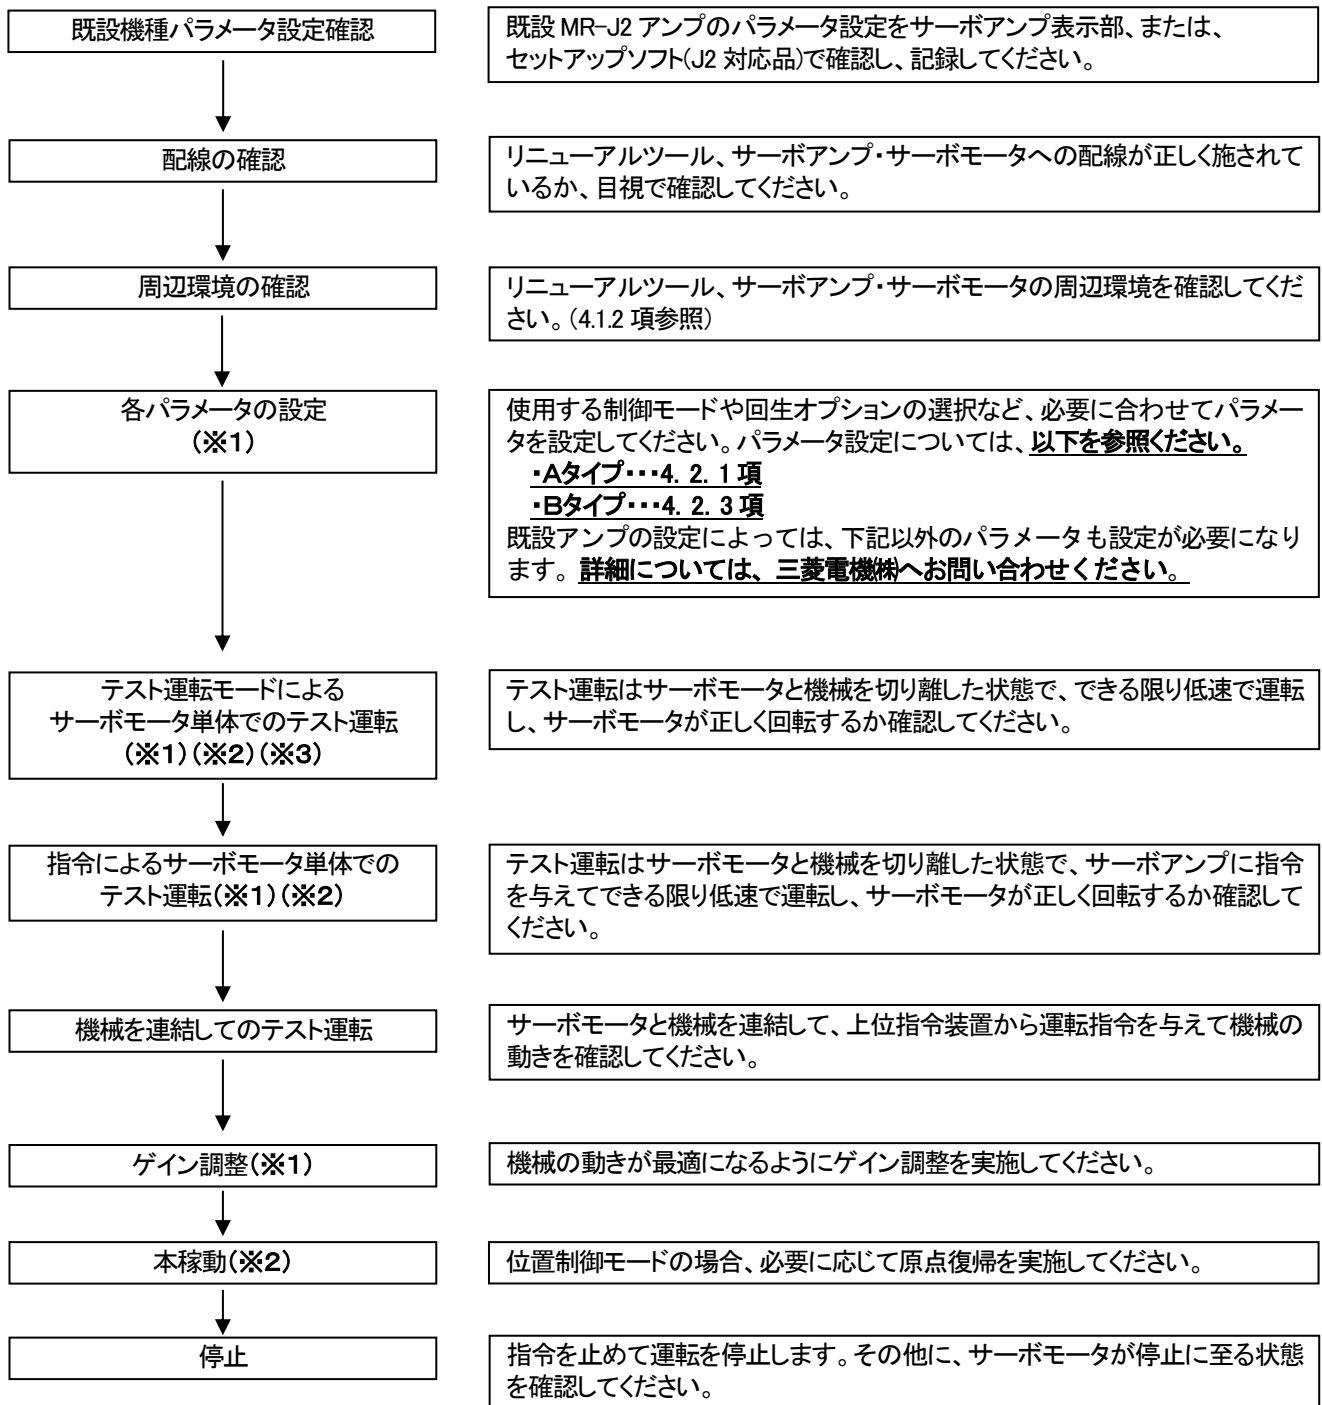 既設機種パラメータ設定確認
既設 MR-J2 アンプのパラメータ設定をサーボアンプ表示部、または、
セットアップソフト(J2 対応品)で確認し、記録してください。
配線の確認
リニューアルツール、サーボアンプ・サーボモータへの配線が正しく施されて
いるか、目視で確認してください。
周辺環境の確認
リニューアルツール、サーボアンプ・サーボモータの周辺環境を確認してくだ
さい。(4.1.2 項参照)
各パラメータの設定
(※1)
使用する制御モードや回生オプションの選択など、必要に合わせてパラメー
タを設定してください。パラメータ設定については、以下を参照ください。
・Aタイプ・・・4. 2. 1 項
・Bタイプ・・・4. 2. 3 項
既設アンプの設定によっては、下記以外のパラメータも設定が必要になり
ます。詳細については、三菱電機㈱へお問い合わせください。
テスト運転モードによる
サーボモータ単体でのテスト運転
(※1)(※2)(※3)
テスト運転はサーボモータと機械を切り離した状態で、できる限り低速で運転
し、サーボモータが正しく回転するか確認してください。
指令によるサーボモータ単体での
テスト運転(※1)(※2)
テスト運転はサーボモータと機械を切り離した状態で、サーボアンプに指令
を与えてできる限り低速で運転し、サーボモータが正しく回転するか確認して
ください。
機械を連結してのテスト運転
サーボモータと機械を連結して、上位指令装置から運転指令を与えて機械の
動きを確認してください。
ゲイン調整(※1)
機械の動きが最適になるようにゲイン調整を実施してください。
本稼動(※2)
位置制御モードの場合、必要に応じて原点復帰を実施してください。
停止
指令を止めて運転を停止します。その他に、サーボモータが停止に至る状態
を確認してください。